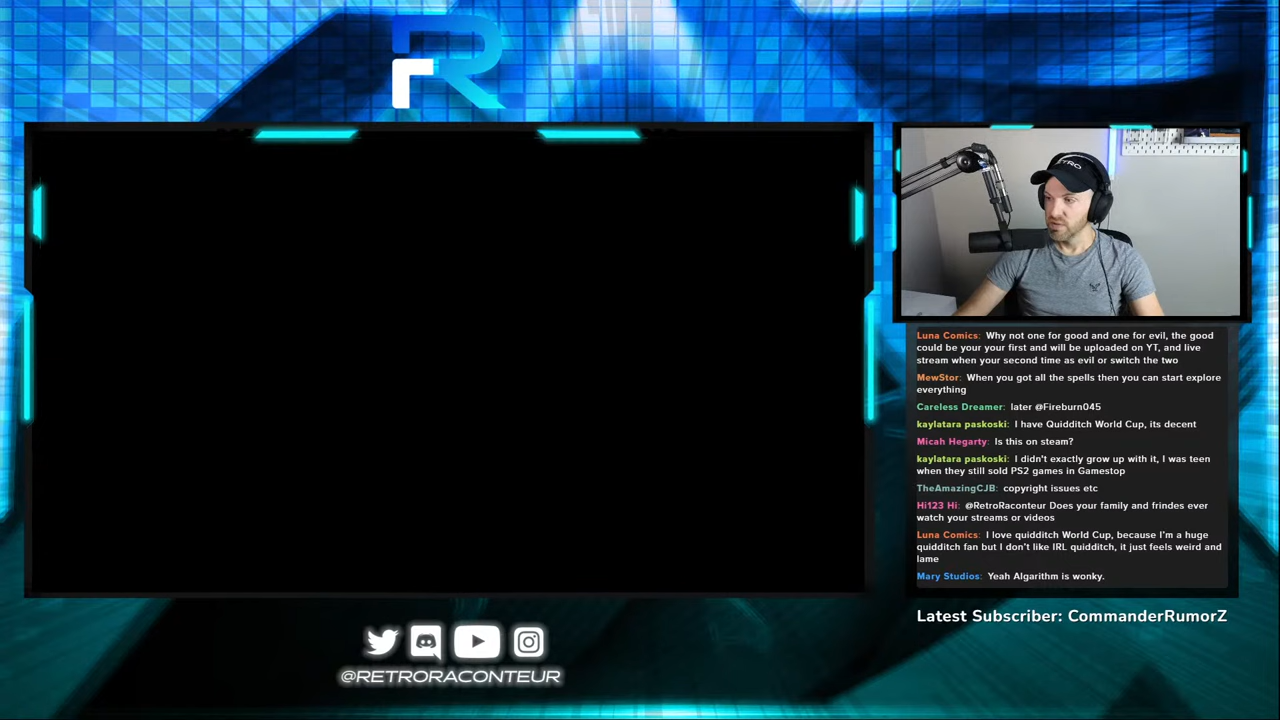 RETRO
Luna Comics: Why not one for good and one for evil, the good
could be your your first and will be uploaded on YT, and live
stream when your second time as evil or switch the two
MewStor: When you got all the spells then you can start explore
everything
Careless Dreamer: later @Fireburn045
kaylatara paskoski: I have Quidditch World Cup, its decent
Micah Hegarty: Is this on steam?
kaylatara paskoski: I didn't exactly grow up with it, I was teen
when they still sold PS2 games in Gamestop
TheAmazingCJB: copyright issues etc
Hi123 Hi: @RetroRaconteur Does your family and frindes ever
watch your streams or videos
Luna Comics: I love quidditch World Cup, because I'm a huge
quidditch fan but I don't like IRL quidditch, it just feels weird and
lame
Mary Studios: Yeah Algarithm is wonky.
Latest Subscriber: CommanderRumorZ
@RETRORACONTEUR